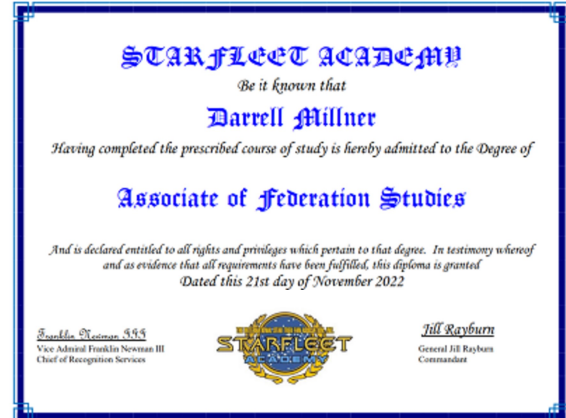 STARFLEET ACADEMY
Be it known that
Darrell Millner
Having completed the prescribed course of study is hereby admitted to the Degree of
Associate of Federation Studies
And is declared entitled to all rights and privileges which pertain to that degree. In testimony whereof
and as evidence that all requirements have been fulfilled, this diploma is granted
Dated this 21st day of November 2022
Franklin Newman III
Vice Admiral Franklin Newman III
Chief of Recognition Services
STARFLEET
ACADEMY
Jill Rayburn
General Jill Rayburn
Commandant